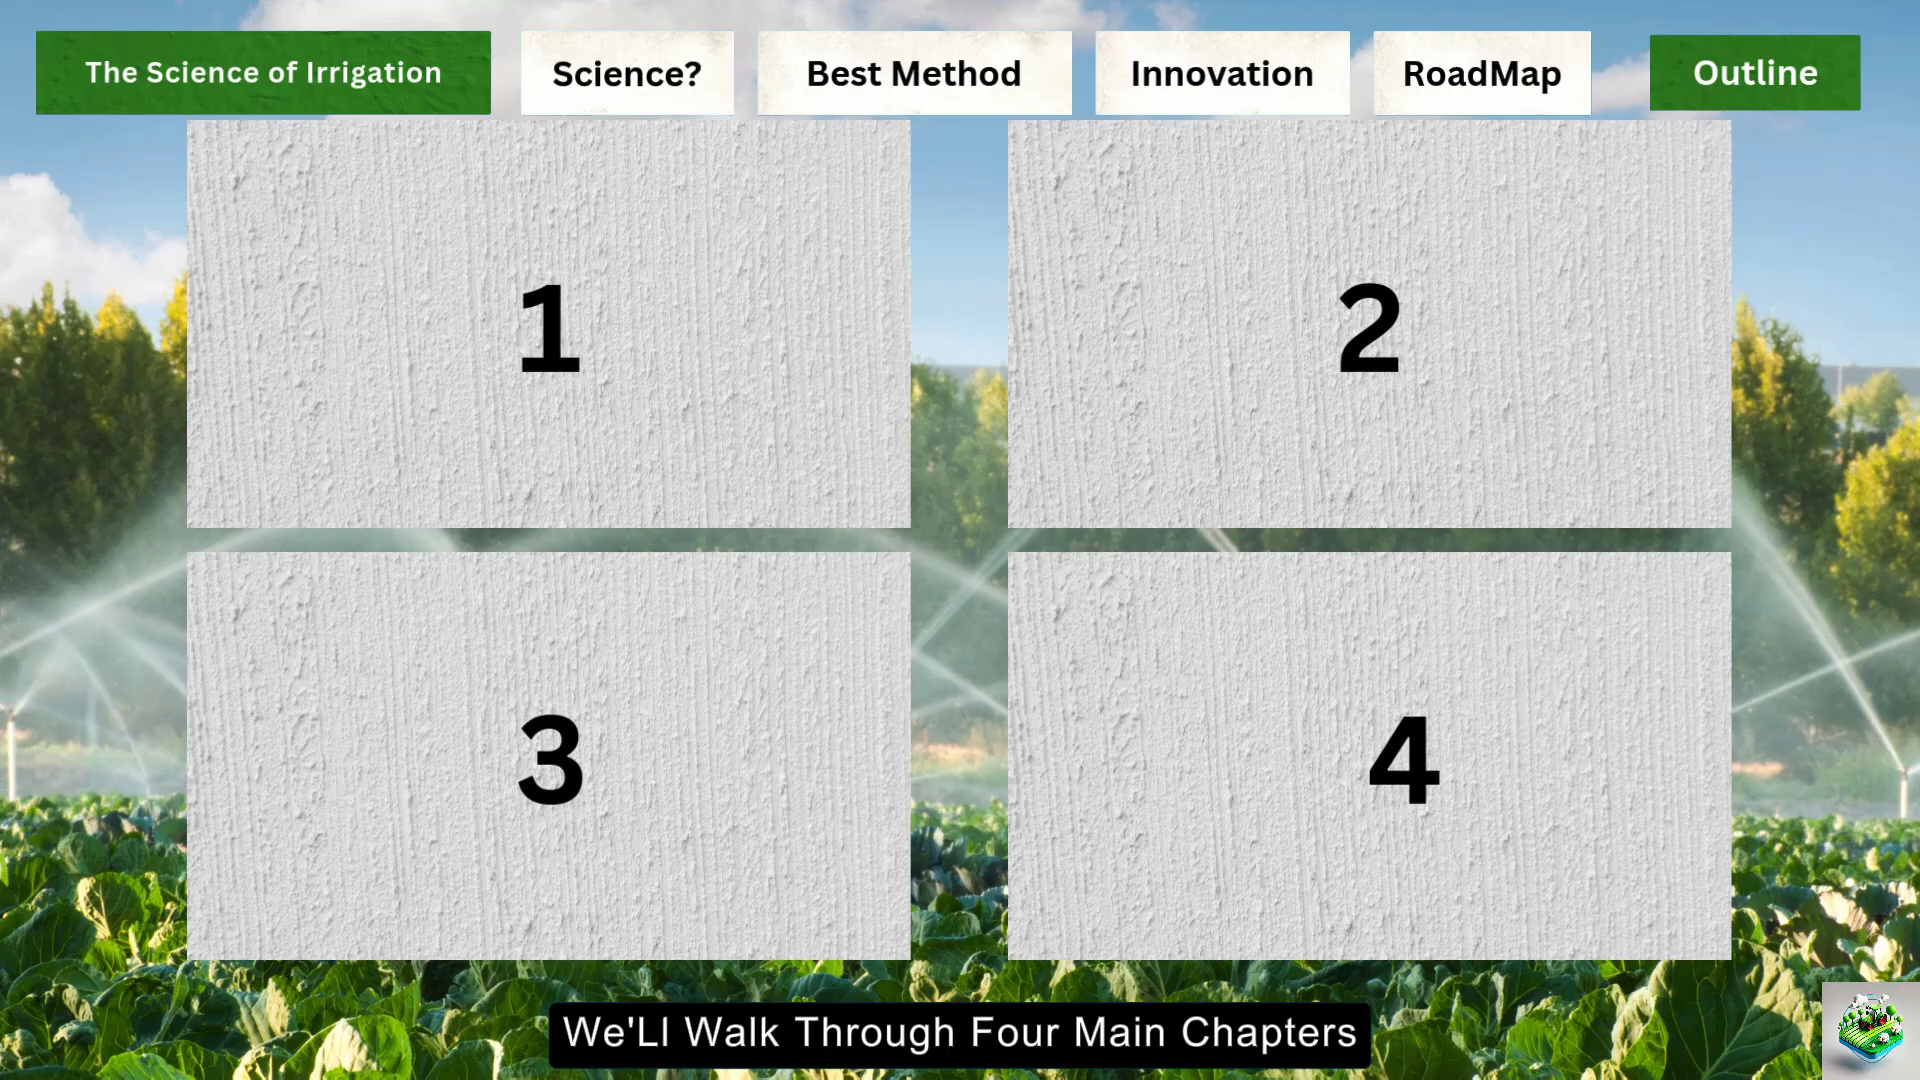 The Science of Irrigation
Science?
Best Method
Innovation
RoadMap
Outline
1
2
3
4
We'Ll Walk Through Four Main Chapters